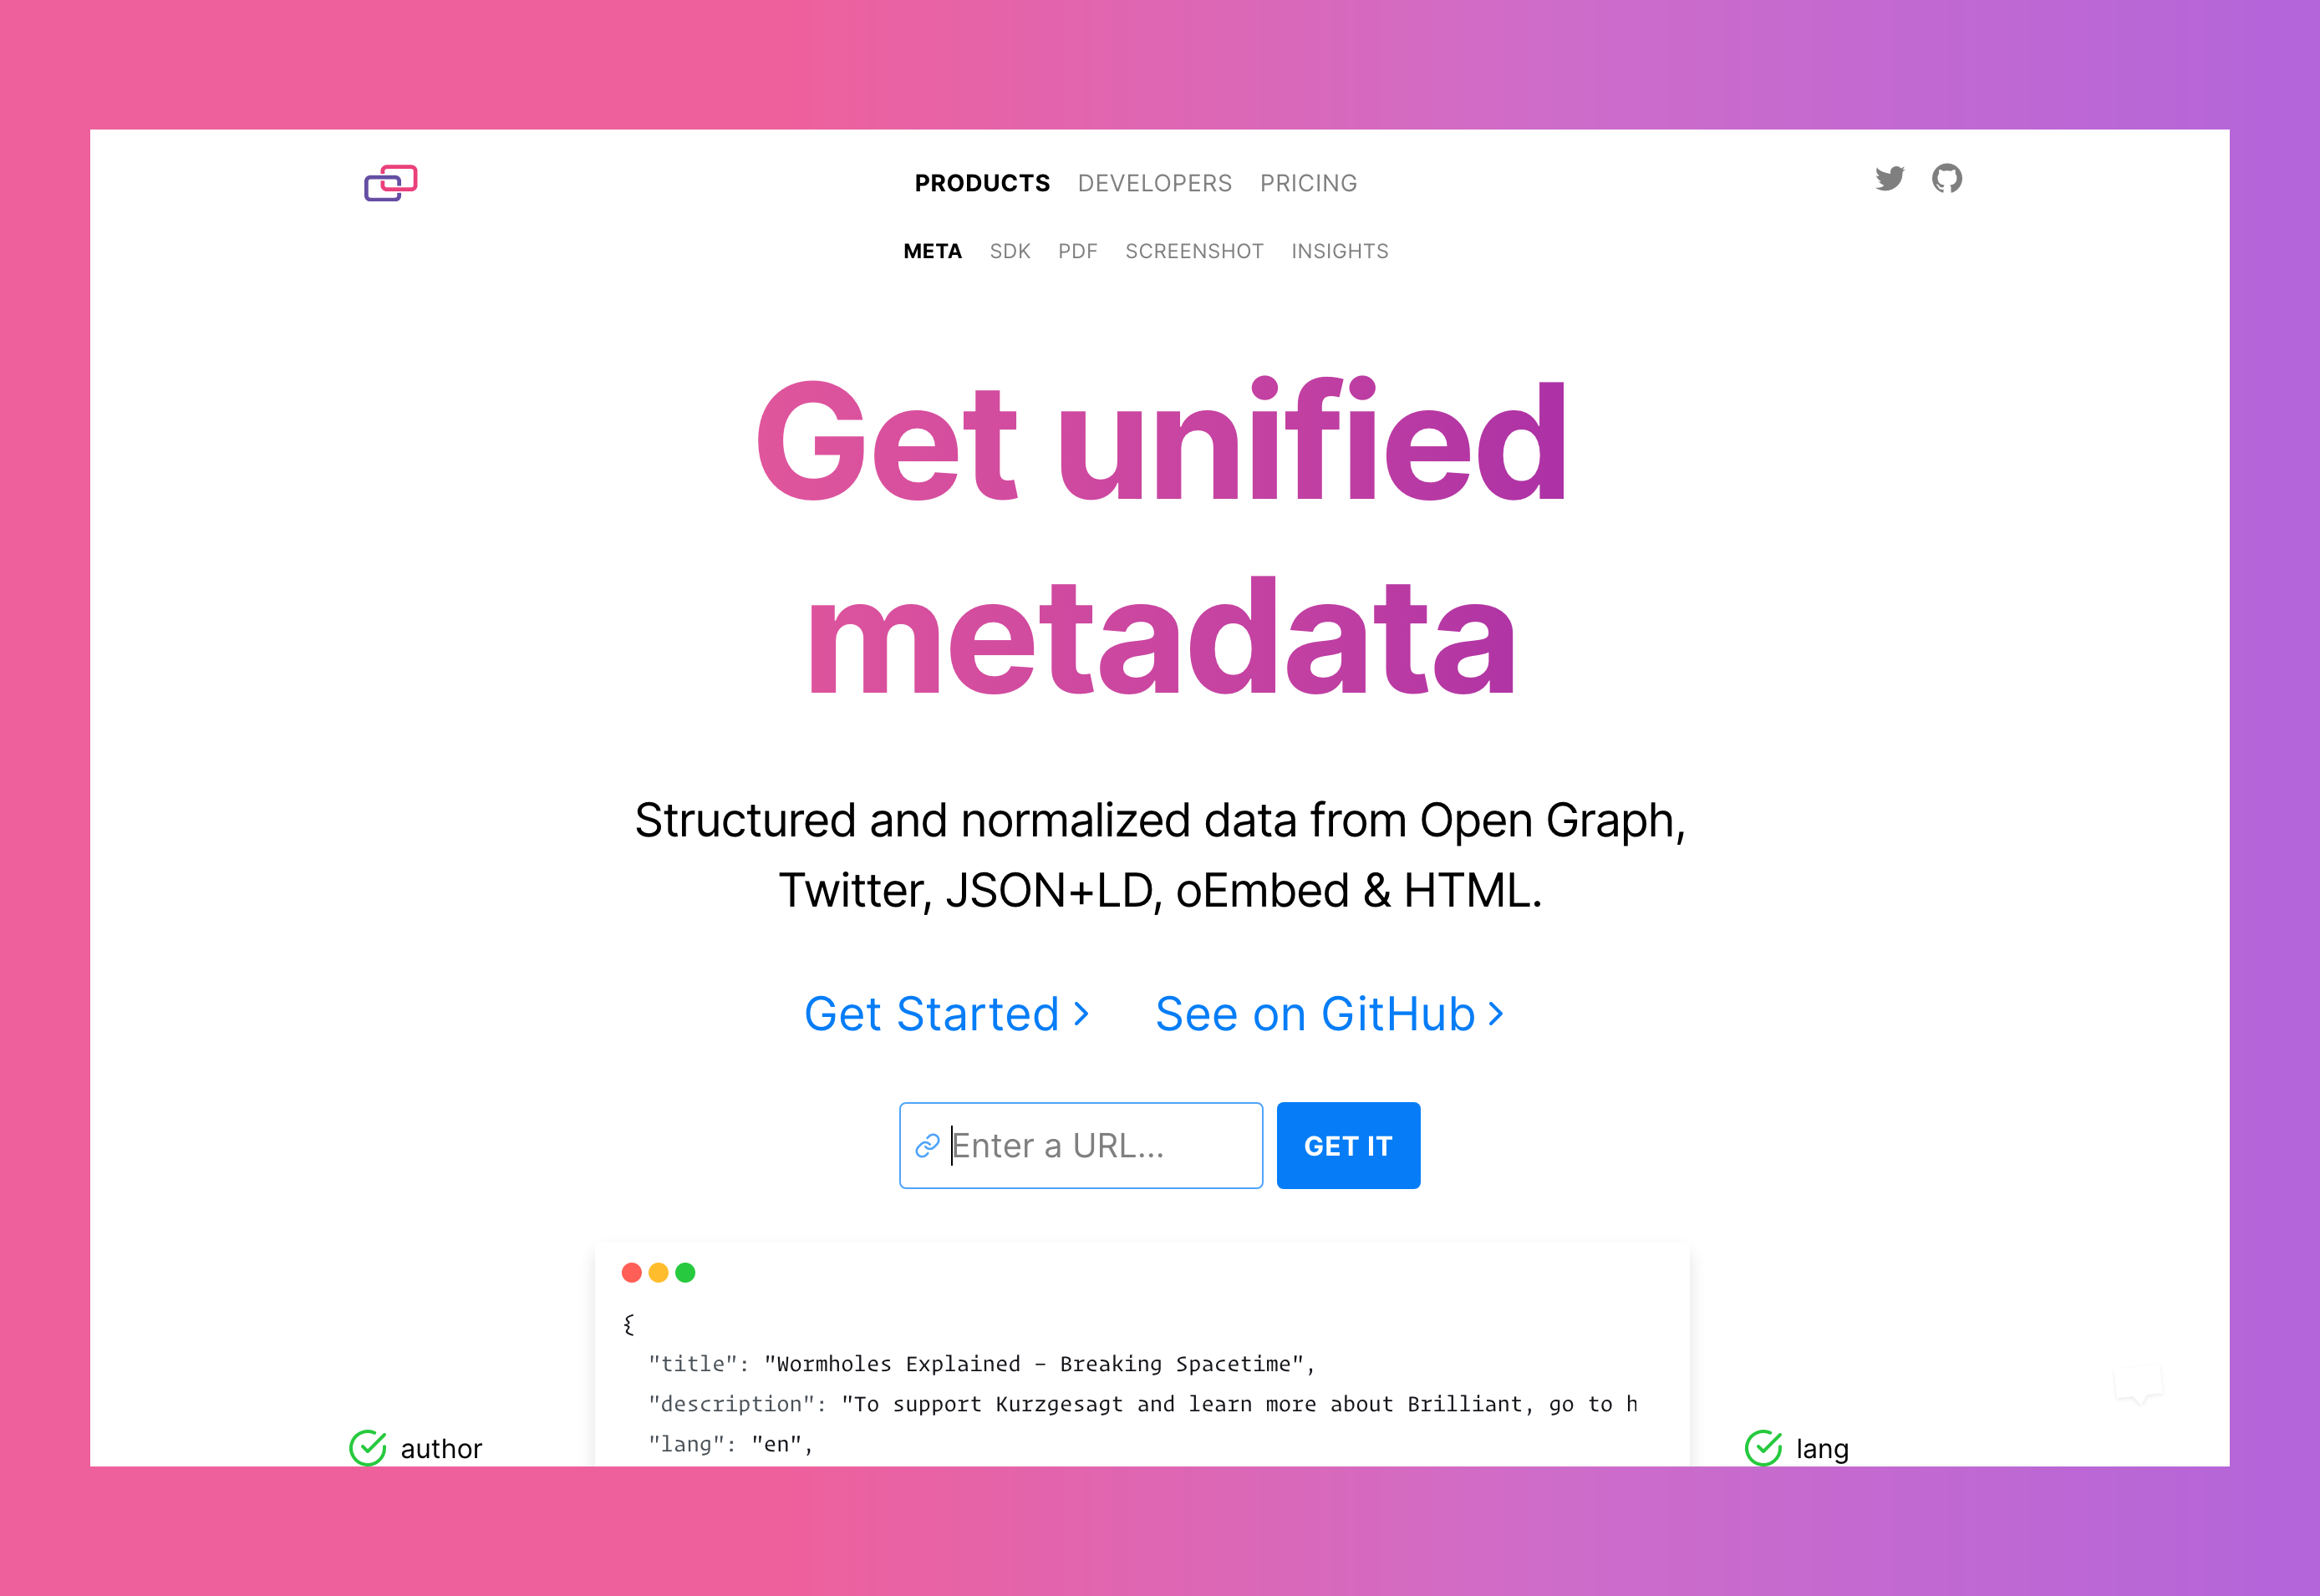 PRODUCTS DEVELOPERS PRICING
META SDK PDF SCREENSHOT INSIGHTS
Get unified
metadata
Structured and normalized data from Open Graph,
Twitter, JSON+LD, oEmbed & HTML.
Get Started > See on GitHub >
Enter a URL... GET IT
{
"title": "Wormholes Explained – Breaking Spacetime",
"description": "To support Kurzgesagt and learn more about Brilliant, go to h
"lang": "en",
author
lang